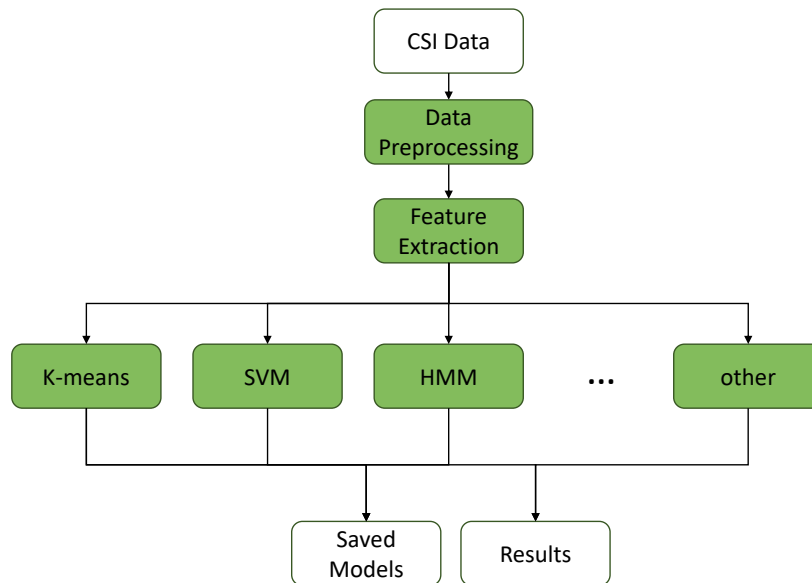 CSI Data
Data
Preprocessing
Feature
Extraction
K-means
SVM
HMM
...
other
Saved
Models
Results